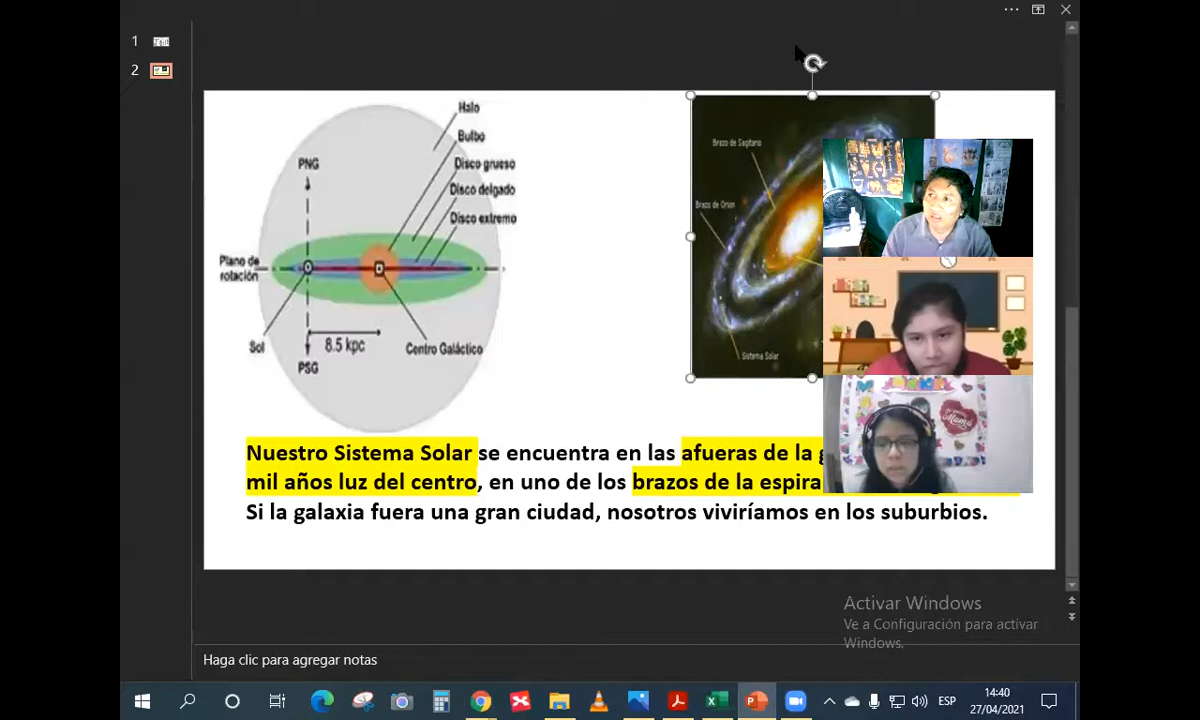 1
2
Halo
Bulbo
Disco grueso
Disco delgado
Disco extremo
PNG
Plano de
rotación
Sol
8.5 kpc
Centro Galáctico
PSG
Brazo de Sagitario
Brazo de Orion
Sistema Solar
Nuestro Sistema Solar se encuentra en las afueras de la
mil años luz del centro, en uno de los brazos de la
Si la galaxia fuera una gran ciudad, nosotros viviríamos en los suburbios.
Activar Windows
Ve a Configuración para activar
Windows.
Haga clic para agregar notas
ESP
14:40
27/04/2021